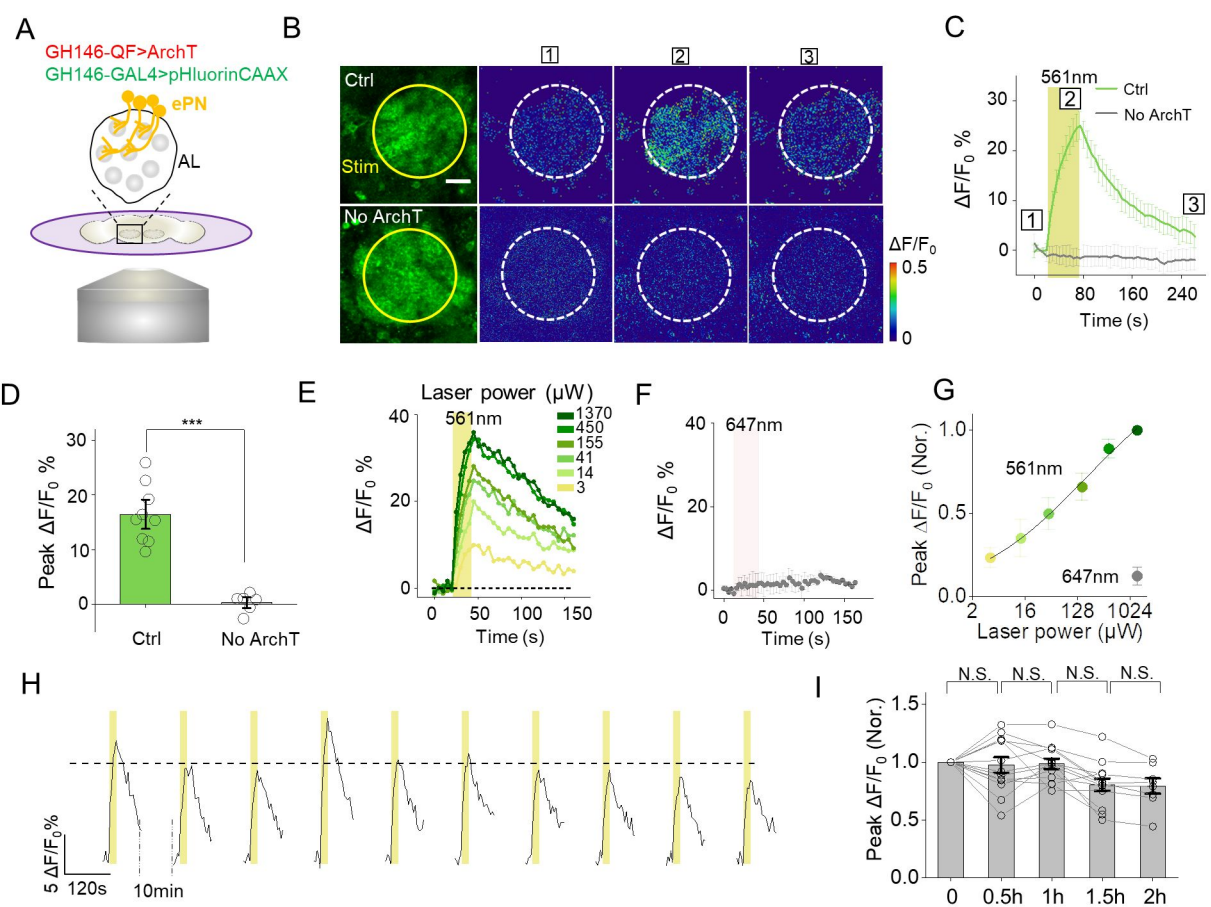 A
GH146-QF>ArchT
GH146-GAL4>pHluorinCAAX
ePN
AL
B
1
2
3
Ctrl
Stim
No ArchT
ΔF/F0
0.5
0
C
561nm
Ctrl
No ArchT
1
2
3
ΔF/F0 %
30
20
10
0
0
80
160
240
Time (s)
D
Peak ΔF/F0 %
30
20
10
0
***
Ctrl
No ArchT
E
Laser power (µW)
561nm
1370
450
155
41
14
3
ΔF/F0 %
40
20
0
0
50
100
150
Time (s)
F
647nm
ΔF/F0 %
40
20
0
0
50
100
150
Time (s)
G
Peak ΔF/F0 (Nor.)
1.0
0.5
0.0
561nm
647nm
2
16
128
1024
Laser power (µW)
H
5 ΔF/F0%
120s
10min
I
N.S.
N.S.
N.S.
N.S.
Peak ΔF/F0 (Nor.)
1.5
1.0
0.5
0.0
0
0.5h
1h
1.5h
2h